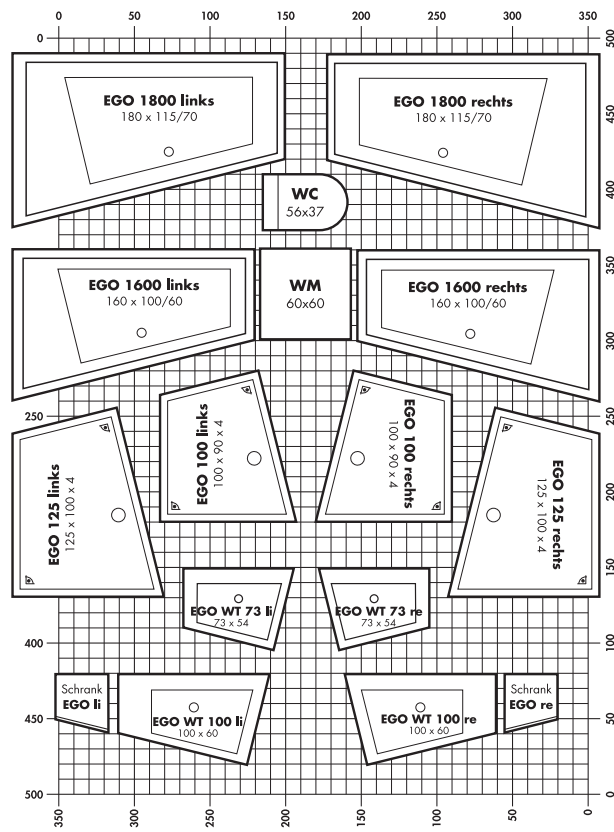 0 50 100 150 200 250 300 350
0
500
EGO 1800 links
180 x 115/70
EGO 1800 rechts
180 x 115/70
450
400
WC
56x37
350
EGO 1600 links
160 x 100/60
WM
60x60
EGO 1600 rechts
160 x 100/60
300
250
250
EGO 100 links
100 x 90 x 4
EGO 100 rechts
100 x 90 x 4
EGO 125 links
125 x 100 x 4
EGO 125 rechts
125 x 100 x 4
200
150
EGO WT 73 li
73 x 54
EGO WT 73 re
73 x 54
400
100
Schrank
EGO li
EGO WT 100 li
100 x 60
EGO WT 100 re
100 x 60
Schrank
EGO re
450
50
500
0
350 300 250 200 150 100 50 0